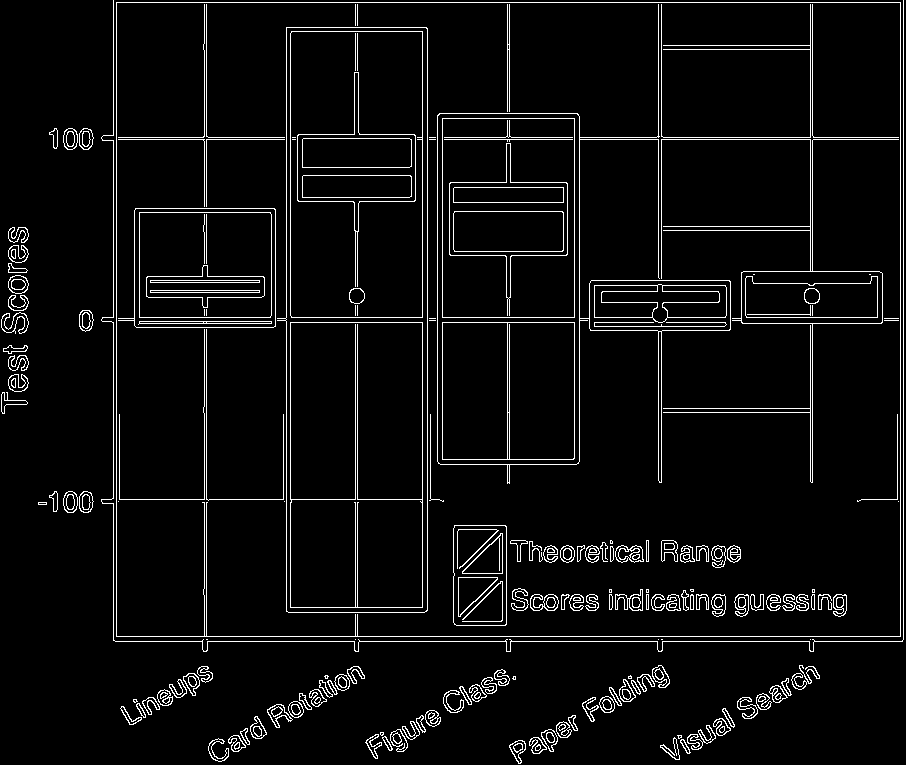 Test Scores
100
0
-100
Theoretical Range
Scores indicating guessing
Lineups
Card Rotation
Figure Class.
Paper Folding
Visual Search